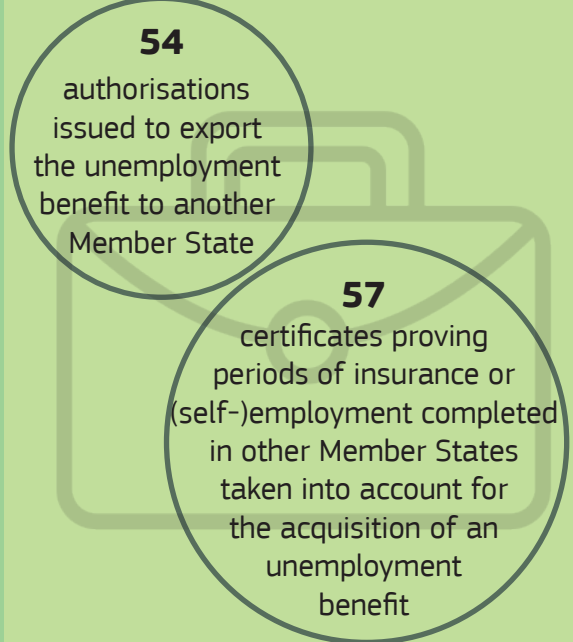 54
authorisations
issued to export
the unemployment
benefit to another
Member State
57
certificates proving
periods of insurance or
(self-)employment completed
in other Member States
taken into account for
the acquisition of an
unemployment
benefit